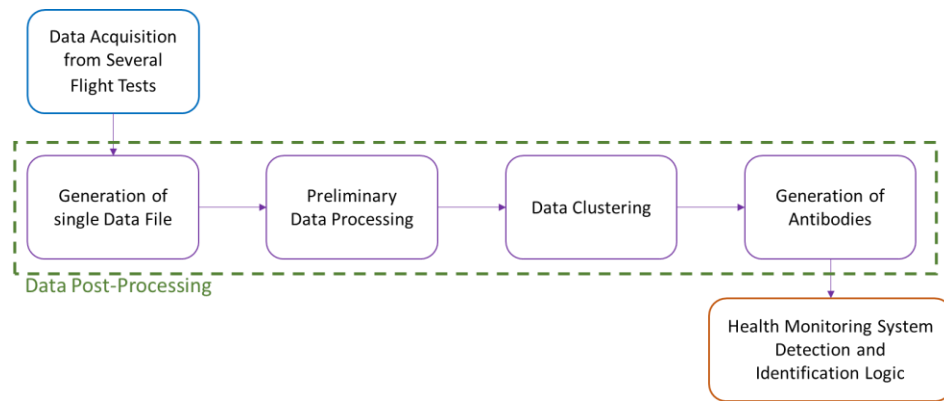 Data Acquisition
from Several
Flight Tests
Generation of
single Data File
Preliminary
Data Processing
Data Clustering
Generation of
Antibodies
Data Post-Processing
Health Monitoring System
Detection and
Identification Logic